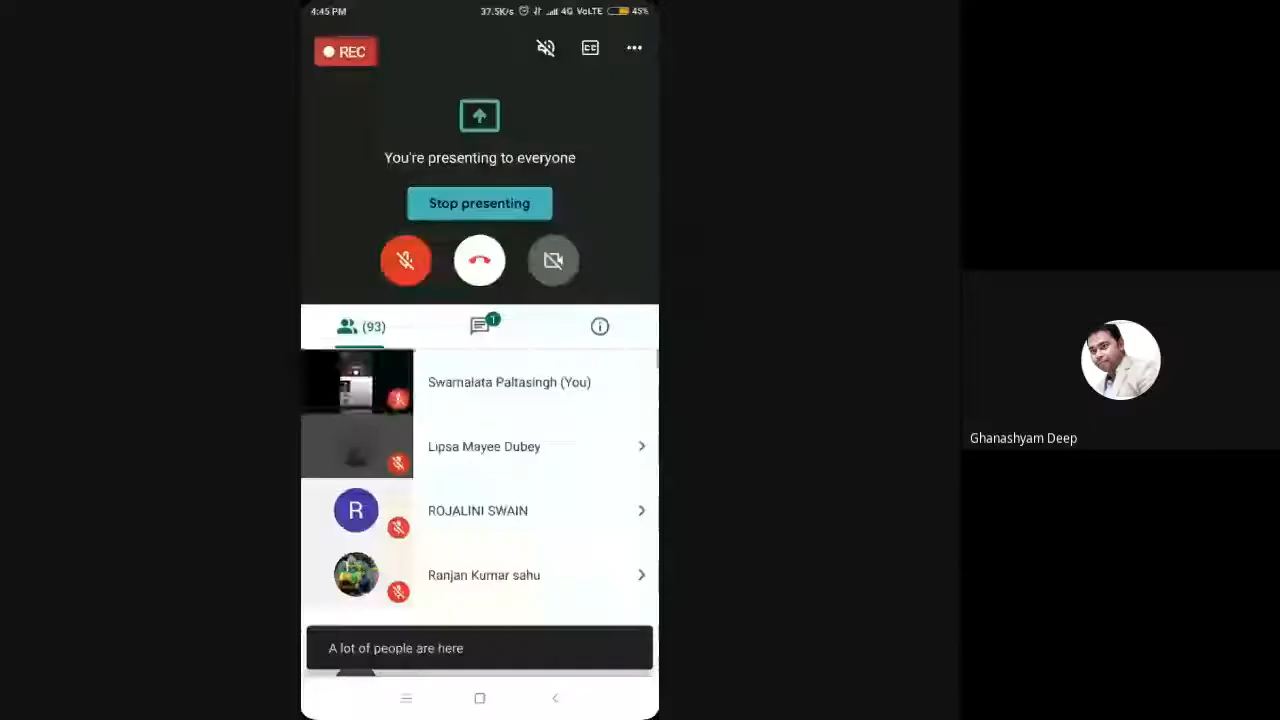 4:45 PM 37.5K/s 4G VoLTE 45%
REC CC
You're presenting to everyone
Stop presenting
(93) 1
Swarnalata Paltasingh (You)
Lipsa Mayee Dubey
R ROJALINI SWAIN
Ranjan Kumar sahu
A lot of people are here
Ghanashyam Deep